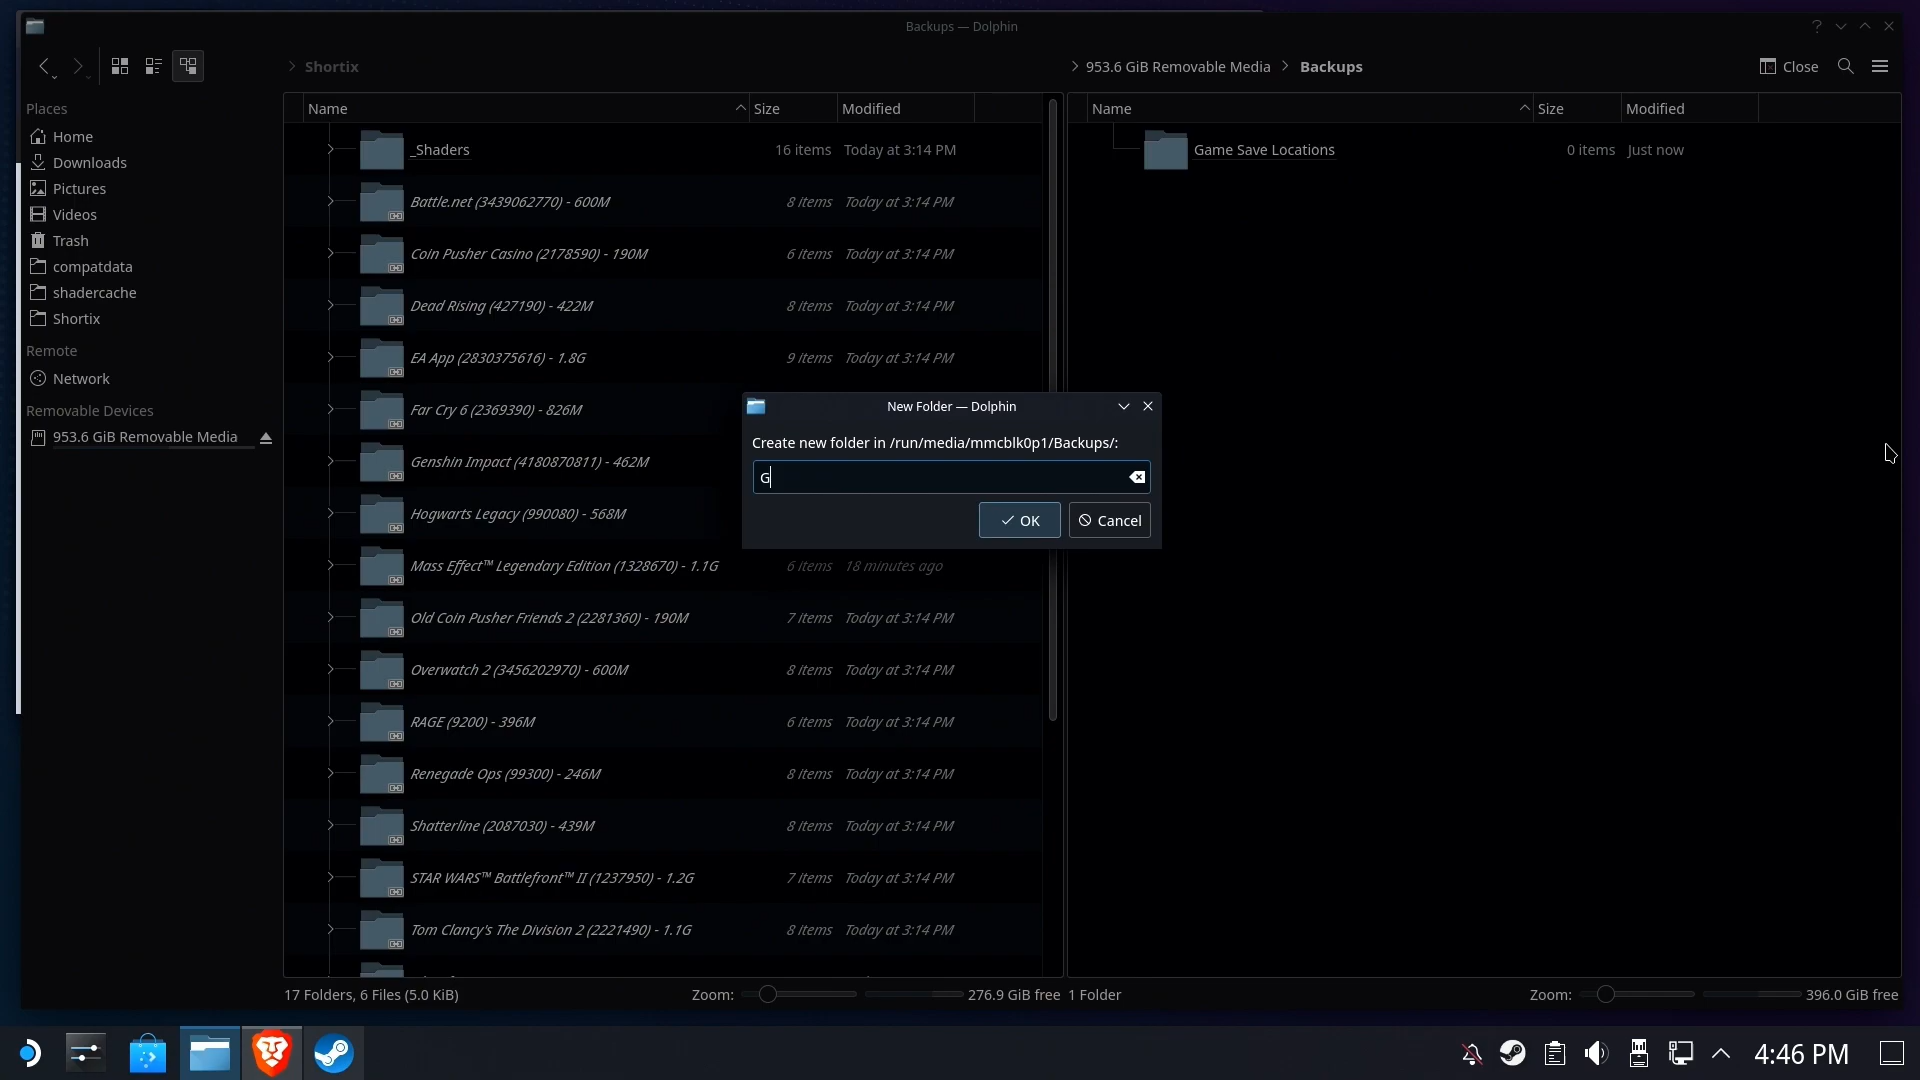 Backups — Dolphin
Shortix
953.6 GiB Removable Media
Backups
Close
Places
Home
Downloads
Pictures
Videos
Trash
compatdata
shadercache
Shortix
Remote
Network
Removable Devices
953.6 GiB Removable Media
Name Size Modified
_Shaders 16 items Today at 3:14 PM
Battle.net (3439062770) - 600M 8 items Today at 3:14 PM
Coin Pusher Casino (2178590) - 190M 6 items Today at 3:14 PM
Dead Rising (427190) - 422M 8 items Today at 3:14 PM
EA App (2830375616) - 1.8G 9 items Today at 3:14 PM
Far Cry 6 (2369390) - 826M
Genshin Impact (4180870811) - 462M
Hogwarts Legacy (990080) - 568M
Mass Effect™ Legendary Edition (1328670) - 1.1G 6 items 18 minutes ago
Old Coin Pusher Friends 2 (2281360) - 190M 7 items Today at 3:14 PM
Overwatch 2 (3456202970) - 600M 8 items Today at 3:14 PM
RAGE (9200) - 396M 6 items Today at 3:14 PM
Renegade Ops (99300) - 246M 8 items Today at 3:14 PM
Shatterline (2087030) - 439M 8 items Today at 3:14 PM
STAR WARS™ Battlefront™ II (1237950) - 1.2G 7 items Today at 3:14 PM
Tom Clancy's The Division 2 (2221490) - 1.1G 8 items Today at 3:14 PM
17 Folders, 6 Files (5.0 KiB) Zoom: 276.9 GiB free
Name Size Modified
Game Save Locations 0 items Just now
1 Folder Zoom: 396.0 GiB free
New Folder — Dolphin
Create new folder in /run/media/mmcblk0p1/Backups/:
G
OK Cancel
4:46 PM